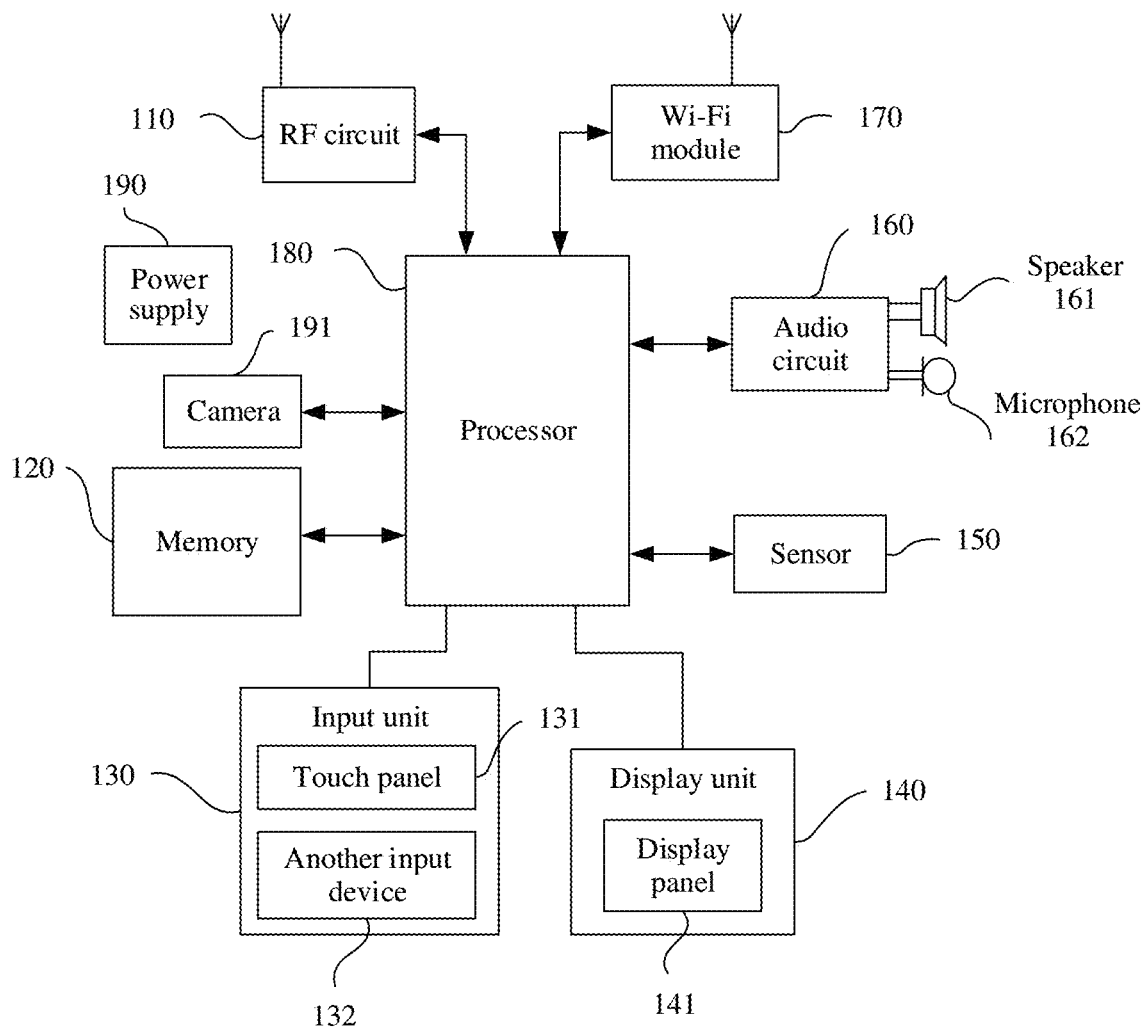 110
RF circuit
Wi-Fi
module
170
190
Power
supply
180
160
Speaker
161
Audio
circuit
191
Camera
Processor
Microphone
162
120
Memory
Sensor
150
Input unit
131
130
Touch panel
Another input
device
132
Display unit
140
Display
panel
141